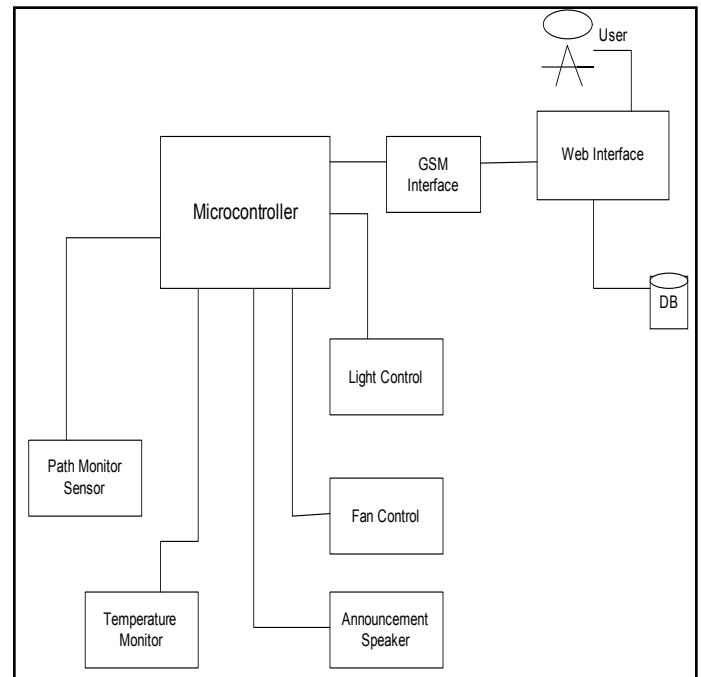 User
Web Interface
GSM
Interface
Microcontroller
DB
Light Control
Path Monitor
Sensor
Fan Control
Temperature
Monitor
Announcement
Speaker